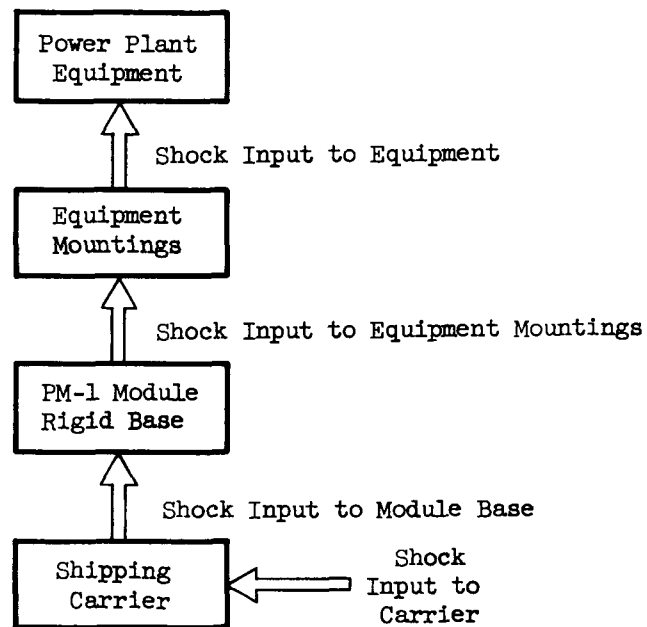 Power Plant
Equipment
Shock Input to Equipment
Equipment
Mountings
Shock Input to Equipment Mountings
PM-1 Module
Rigid Base
Shock Input to Module Base
Shipping
Carrier
Shock
Input to
Carrier